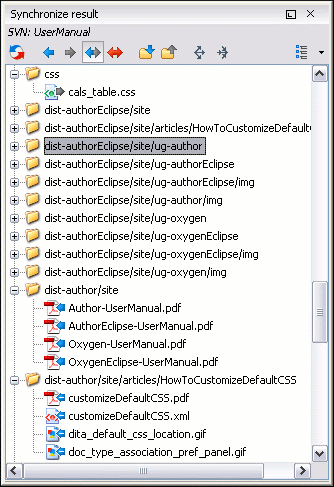 Synchronize result
SVN: UserManual
css
cals_table.css
dist-authorEclipse/site
dist-authorEclipse/site/articles/HowToCustomizeDefault
dist-authorEclipse/site/ug-author
dist-authorEclipse/site/ug-authorEclipse
dist-authorEclipse/site/ug-authorEclipse/img
dist-authorEclipse/site/ug-author/img
dist-authorEclipse/site/ug-oxygen
dist-authorEclipse/site/ug-oxygenEclipse
dist-authorEclipse/site/ug-oxygenEclipse/img
dist-authorEclipse/site/ug-oxygen/img
dist-author/site
Author-UserManual.pdf
AuthorEclipse-UserManual.pdf
Oxygen-UserManual.pdf
OxygenEclipse-UserManual.pdf
dist-author/site/articles/HowToCustomizeDefaultCSS
customizeDefaultCSS.pdf
customizeDefaultCSS.xml
dita_default_css_location.gif
doc_type_association_pref_panel.gif